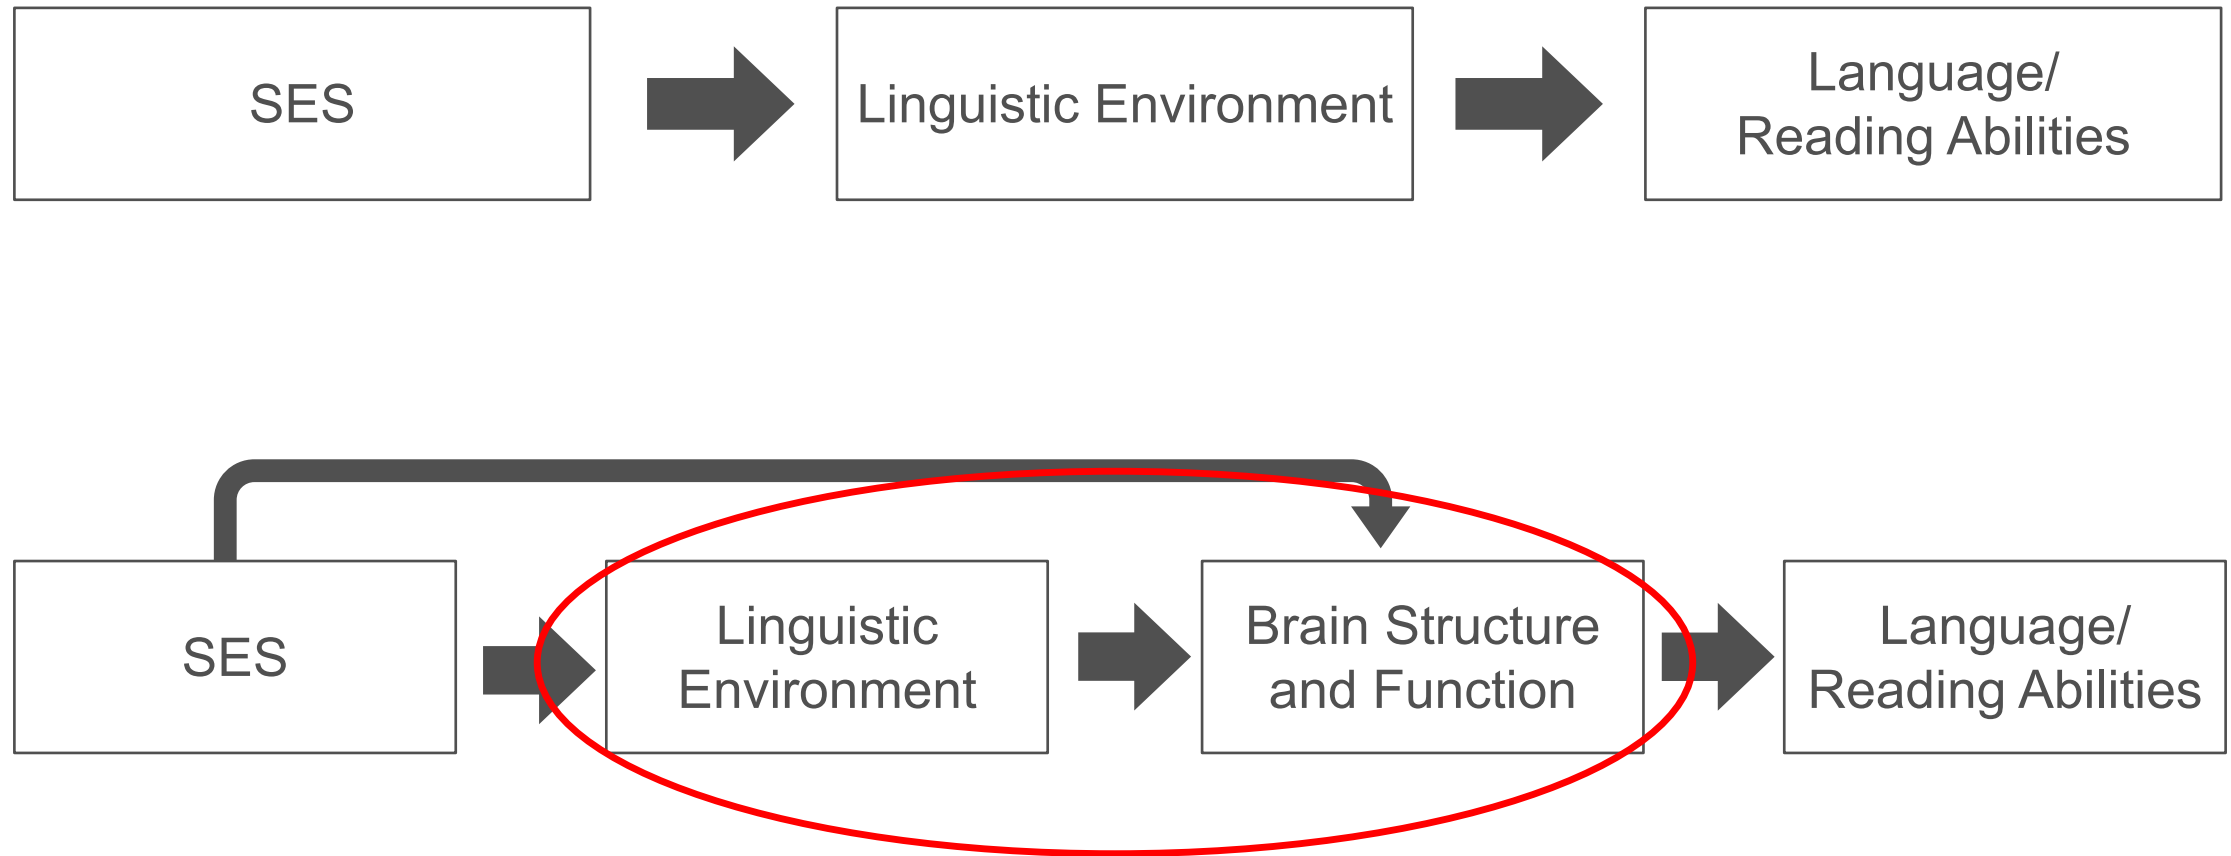 SES
Linguistic Environment
Language/
Reading Abilities
SES
Linguistic
Environment
Brain Structure
and Function
Language/
Reading Abilities